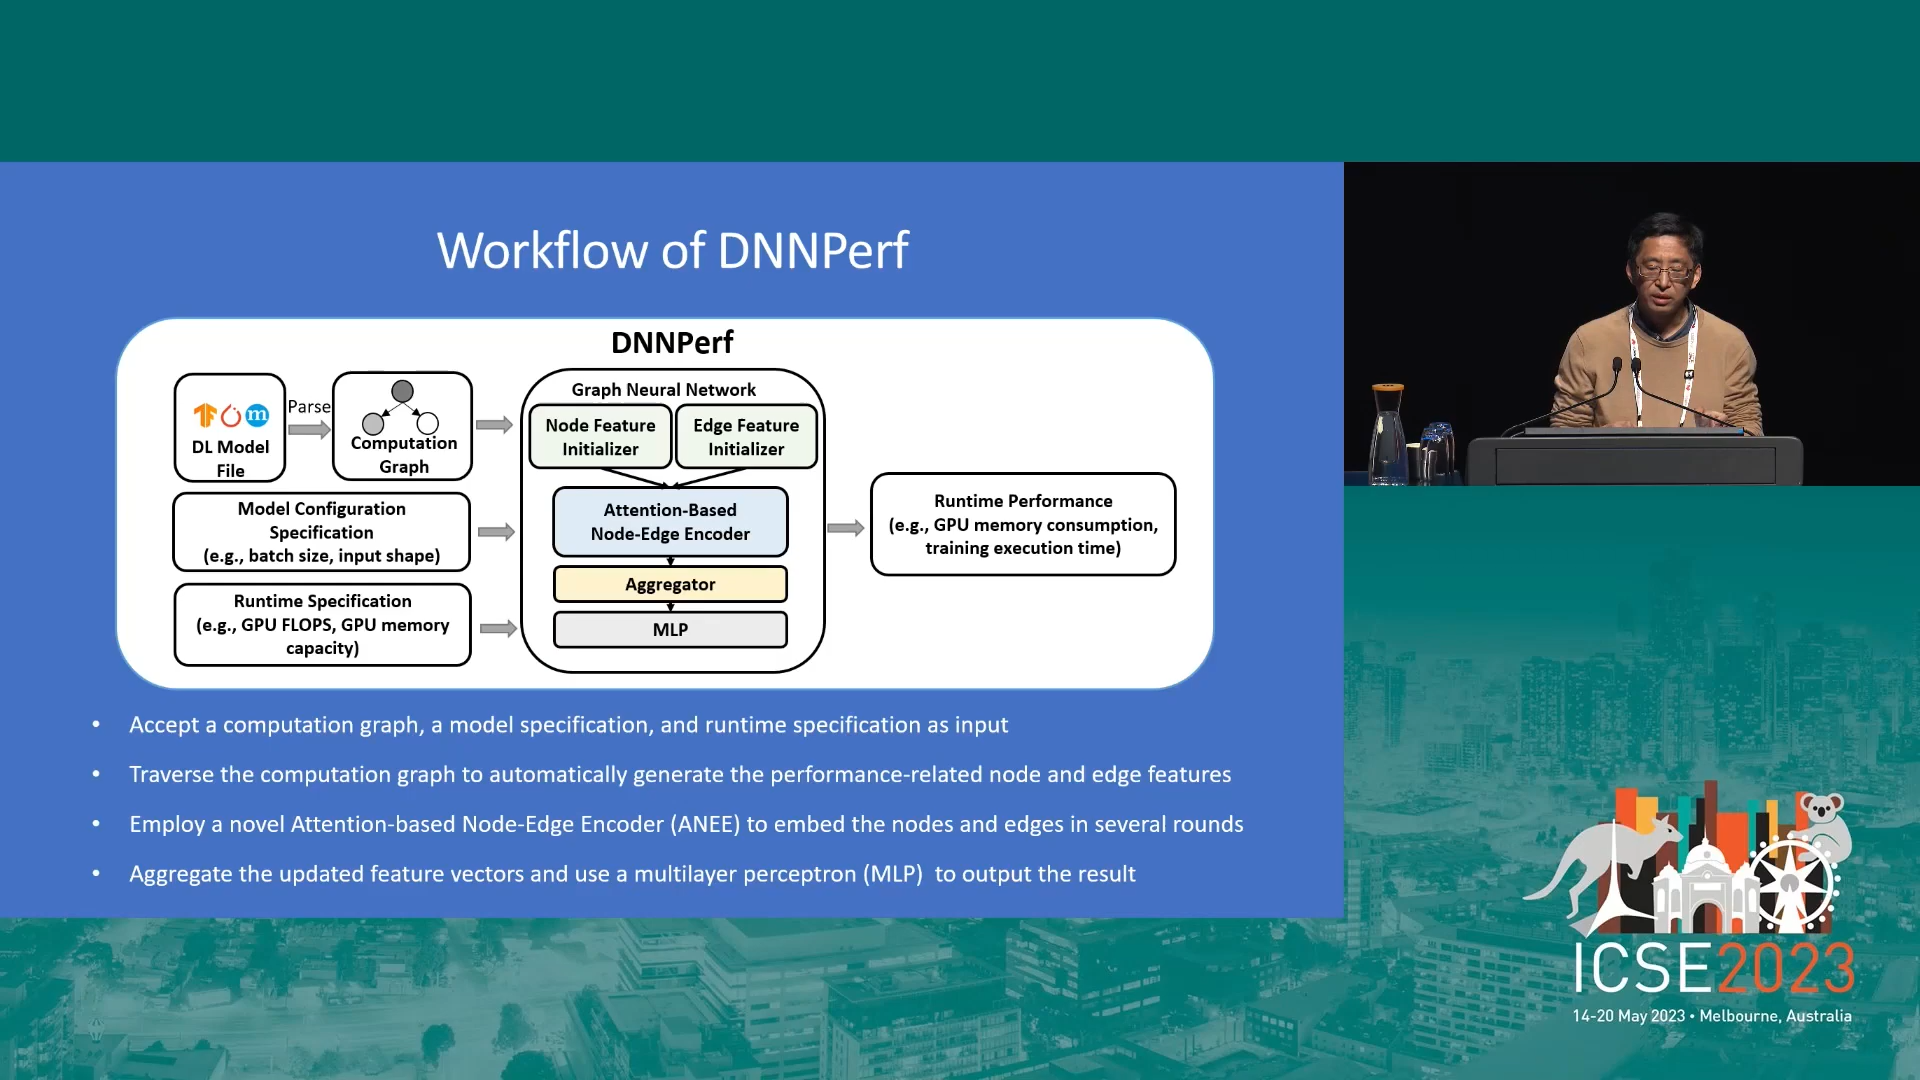 Workflow of DNNPerf
DNNPerf
DL Model
File
Parse
Computation
Graph
Model Configuration
Specification
(e.g., batch size, input shape)
Runtime Specification
(e.g., GPU FLOPS, GPU memory
capacity)
Graph Neural Network
Node Feature
Initializer
Edge Feature
Initializer
Attention-Based
Node-Edge Encoder
Aggregator
MLP
Runtime Performance
(e.g., GPU memory consumption,
training execution time)
• Accept a computation graph, a model specification, and runtime specification as input
• Traverse the computation graph to automatically generate the performance-related node and edge features
• Employ a novel Attention-based Node-Edge Encoder (ANEE) to embed the nodes and edges in several rounds
• Aggregate the updated feature vectors and use a multilayer perceptron (MLP) to output the result
ICSE2023
14-20 May 2023 • Melbourne, Australia